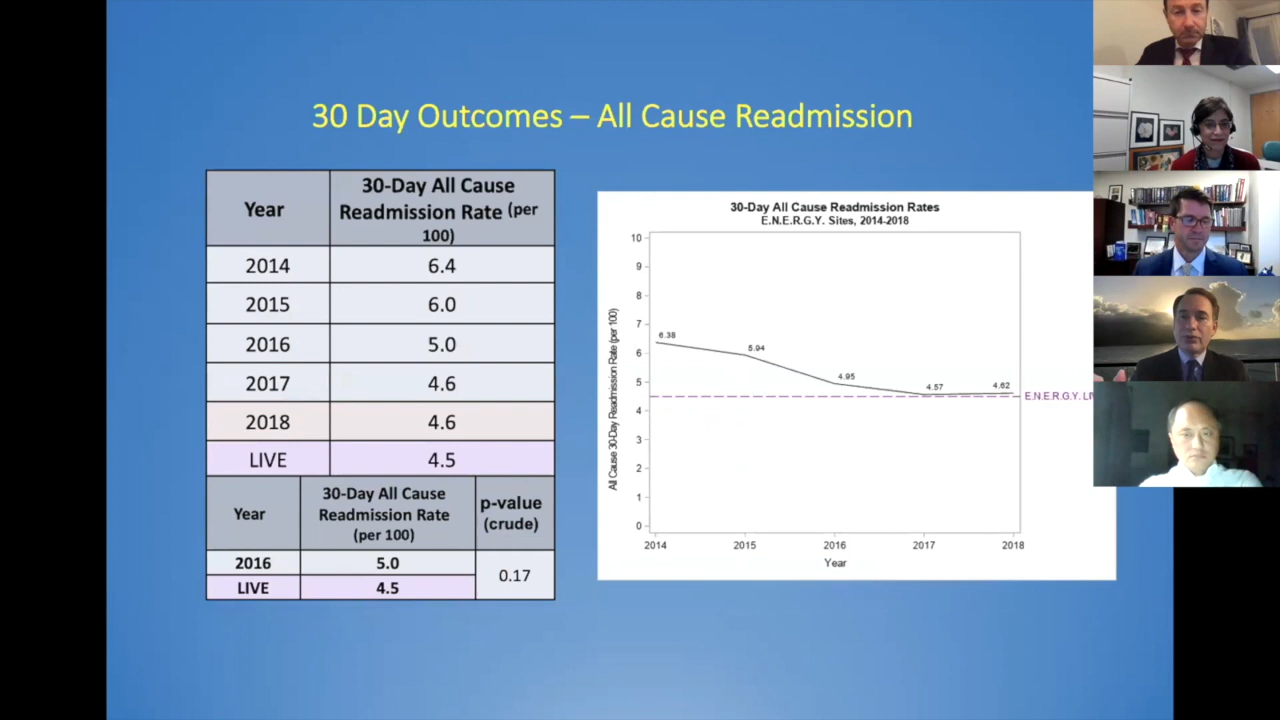 30 Day Outcomes – All Cause Readmission
Year
30-Day All Cause
Readmission Rate (per
100)
2014 6.4
2015 6.0
2016 5.0
2017 4.6
2018 4.6
LIVE 4.5
Year
30-Day All Cause
Readmission Rate
(per 100)
p-value
(crude)
2016 5.0
LIVE 4.5
0.17
30-Day All Cause Readmission Rates
E.N.E.R.G.Y. Sites, 2014-2018
All Cause 30-Day Readmission Rate (per 100)
10
9
8
7
6
5
4
3
2
1
0
6.38
5.94
4.95
4.57
4.62
E.N.E.R.G.Y. LI
2014 2015 2016 2017 2018
Year